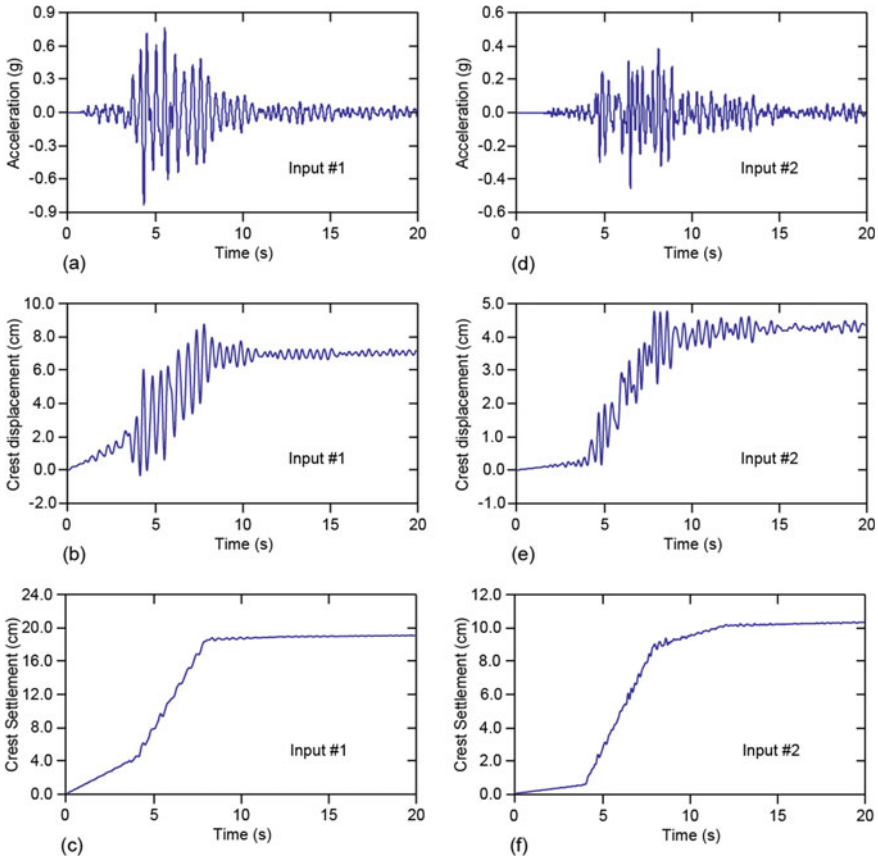 0.9
0.6
0.3
0.0
-0.3
-0.6
-0.9
Acceleration (g)
Input #1
0 5 10 15 20
Time (s)
(a)
0.6
0.4
0.2
0.0
-0.2
-0.4
-0.6
Acceleration (g)
Input #2
0 5 10 15 20
Time (s)
(d)
10.0
8.0
6.0
4.0
2.0
0.0
-2.0
Crest displacement (cm)
Input #1
0 5 10 15 20
Time (s)
(b)
5.0
4.0
3.0
2.0
1.0
0.0
-1.0
Crest displacement (cm)
Input #2
0 5 10 15 20
Time (s)
(e)
24.0
20.0
16.0
12.0
8.0
4.0
0.0
Crest Settlement (cm)
Input #1
0 5 10 15 20
Time (s)
(c)
12.0
10.0
8.0
6.0
4.0
2.0
0.0
Crest Settlement (cm)
Input #2
0 5 10 15 20
Time (s)
(f)